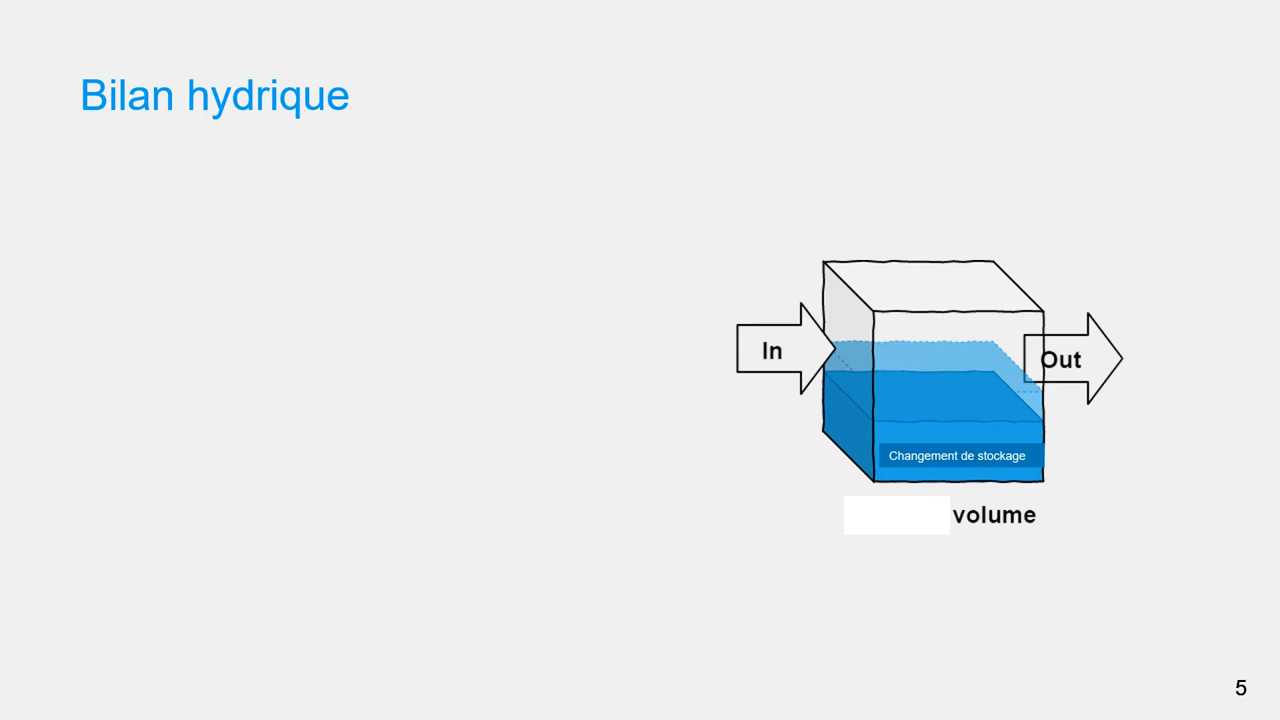 Bilan hydrique
In
Out
Changement de stockage
volume
5